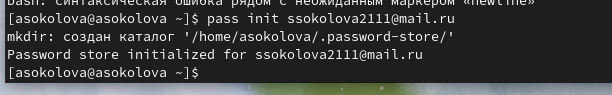 bash: синтаксическая ошибка рядом с неожиданным маркером «newline»
[asokolova@asokolova ~]$ pass init ssokolova2111@mail.ru
mkdir: создан каталог '/home/asokolova/.password-store/'
Password store initialized for ssokolova2111@mail.ru
[asokolova@asokolova ~]$